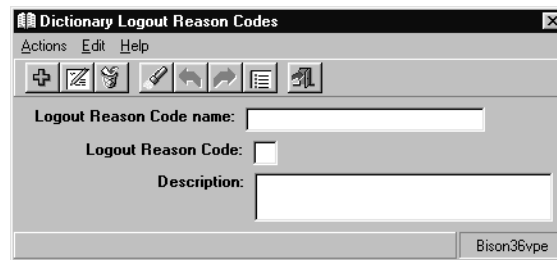 Dictionary Logout Reason Codes
Actions Edit Help
Logout Reason Code name:
Logout Reason Code:
Description:
Bison36vpe